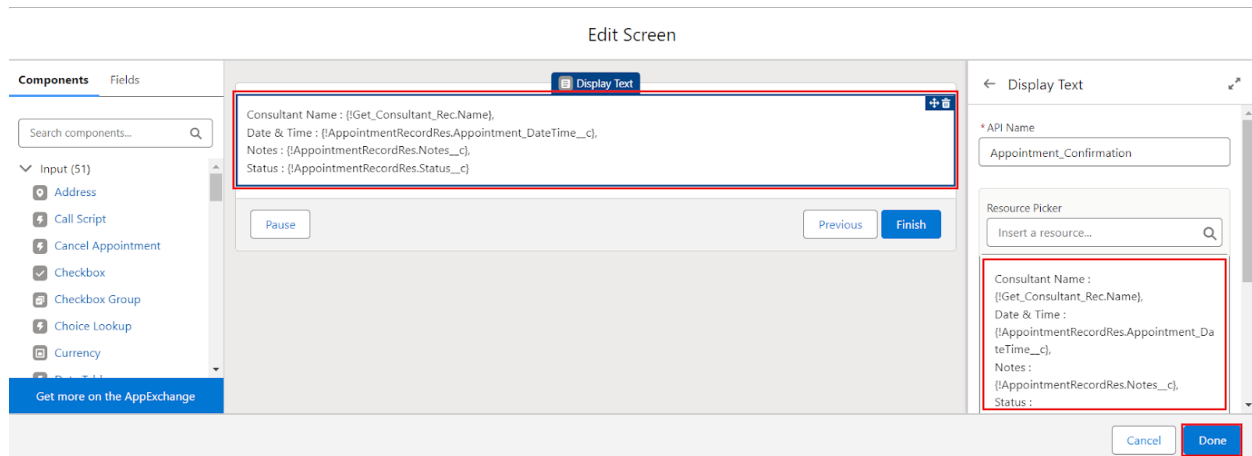 Edit Screen
Components Fields
Search components...
Input (51)
Address
Call Script
Cancel Appointment
Checkbox
Checkbox Group
Choice Lookup
Currency
Get more on the AppExchange
Display Text
Consultant Name : {!Get_Consultant_Rec.Name},
Date & Time : {!AppointmentRecordRes.Appointment_DateTime__c},
Notes : {!AppointmentRecordRes.Notes__c},
Status : {!AppointmentRecordRes.Status__c}
Pause
Previous
Finish
Display Text
* API Name
Appointment_Confirmation
Resource Picker
Insert a resource...
Consultant Name :
{!Get_Consultant_Rec.Name},
Date & Time :
{!AppointmentRecordRes.Appointment_Da
teTime__c},
Notes :
{!AppointmentRecordRes.Notes__c},
Status :
Cancel
Done